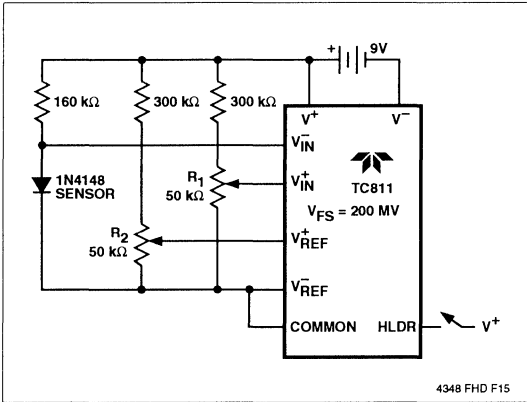 + 9V
160 kΩ 300 kΩ 300 kΩ
V+ V−
V−IN
1N4148
SENSOR
R1
50 kΩ
V+IN
TC811
VFS = 200 MV
R2
50 kΩ
V+REF
V−REF
COMMON HLDR V+
4348 FHD F15